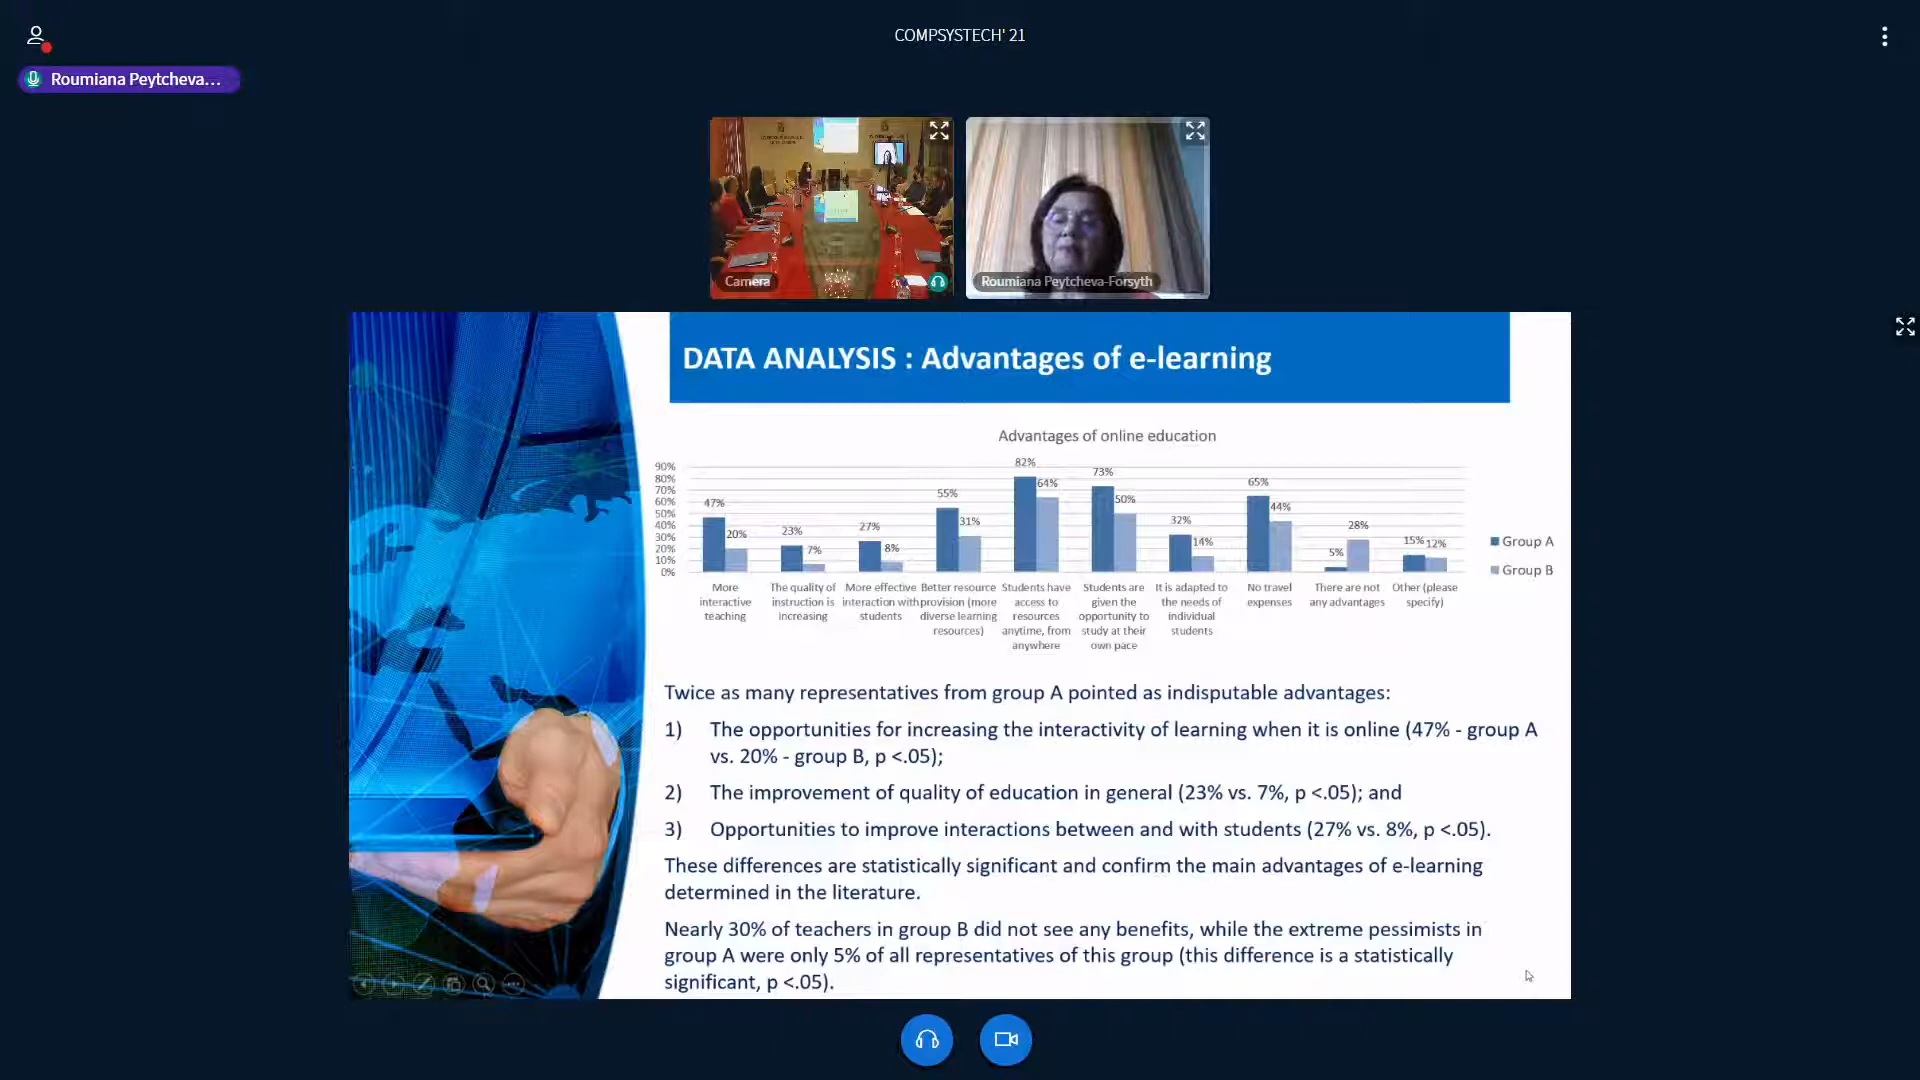 COMPSYSTECH' 21
Roumiana Peytcheva...
Camera
Roumiana Peytcheva-Forsyth
DATA ANALYSIS : Advantages of e-learning
Advantages of online education
90%
80%
70%
60%
50%
40%
30%
20%
10%
0%
47%
20%
23%
7%
27%
8%
55%
31%
82%
64%
73%
50%
32%
14%
65%
44%
5%
28%
15%
12%
More
interactive
teaching
The quality of
instruction is
increasing
More effective
interaction with
students
Better resource
provision (more
diverse learning
resources)
Students have
access to
resources
anytime, from
anywhere
Students are
given the
opportunity to
study at their
own pace
It is adapted to
the needs of
individual
students
No travel
expenses
There are not
any advantages
Other (please
specify)
Group A
Group B
Twice as many representatives from group A pointed as indisputable advantages:
1) The opportunities for increasing the interactivity of learning when it is online (47% - group A
vs. 20% - group B, p <.05);
2) The improvement of quality of education in general (23% vs. 7%, p <.05); and
3) Opportunities to improve interactions between and with students (27% vs. 8%, p <.05).
These differences are statistically significant and confirm the main advantages of e-learning
determined in the literature.
Nearly 30% of teachers in group B did not see any benefits, while the extreme pessimists in
group A were only 5% of all representatives of this group (this difference is a statistically
significant, p <.05).